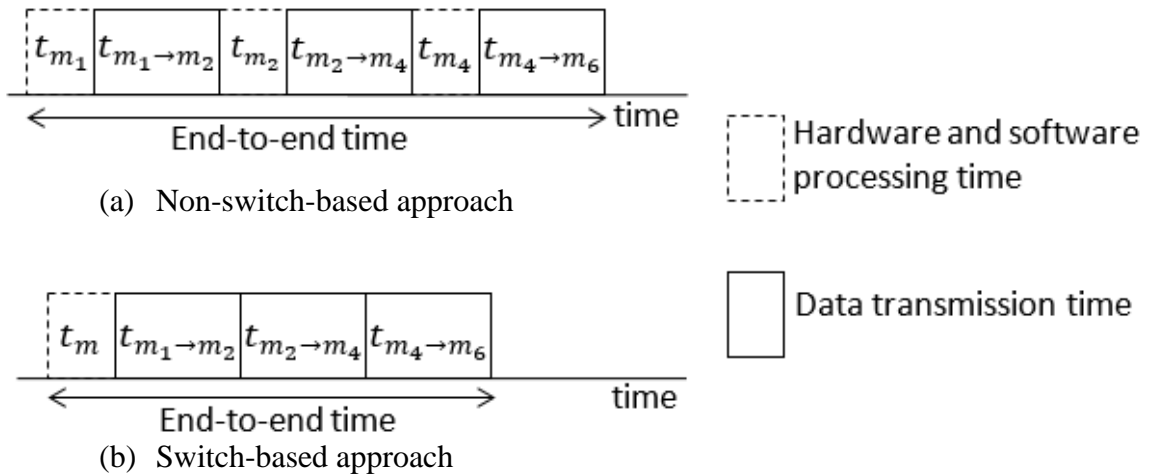 t_{m_1} t_{m_1→m_2} t_{m_2} t_{m_2→m_4} t_{m_4} t_{m_4→m_6}
time
End-to-end time
(a) Non-switch-based approach
t_m t_{m_1→m_2} t_{m_2→m_4} t_{m_4→m_6}
time
End-to-end time
(b) Switch-based approach
Hardware and software
processing time
Data transmission time